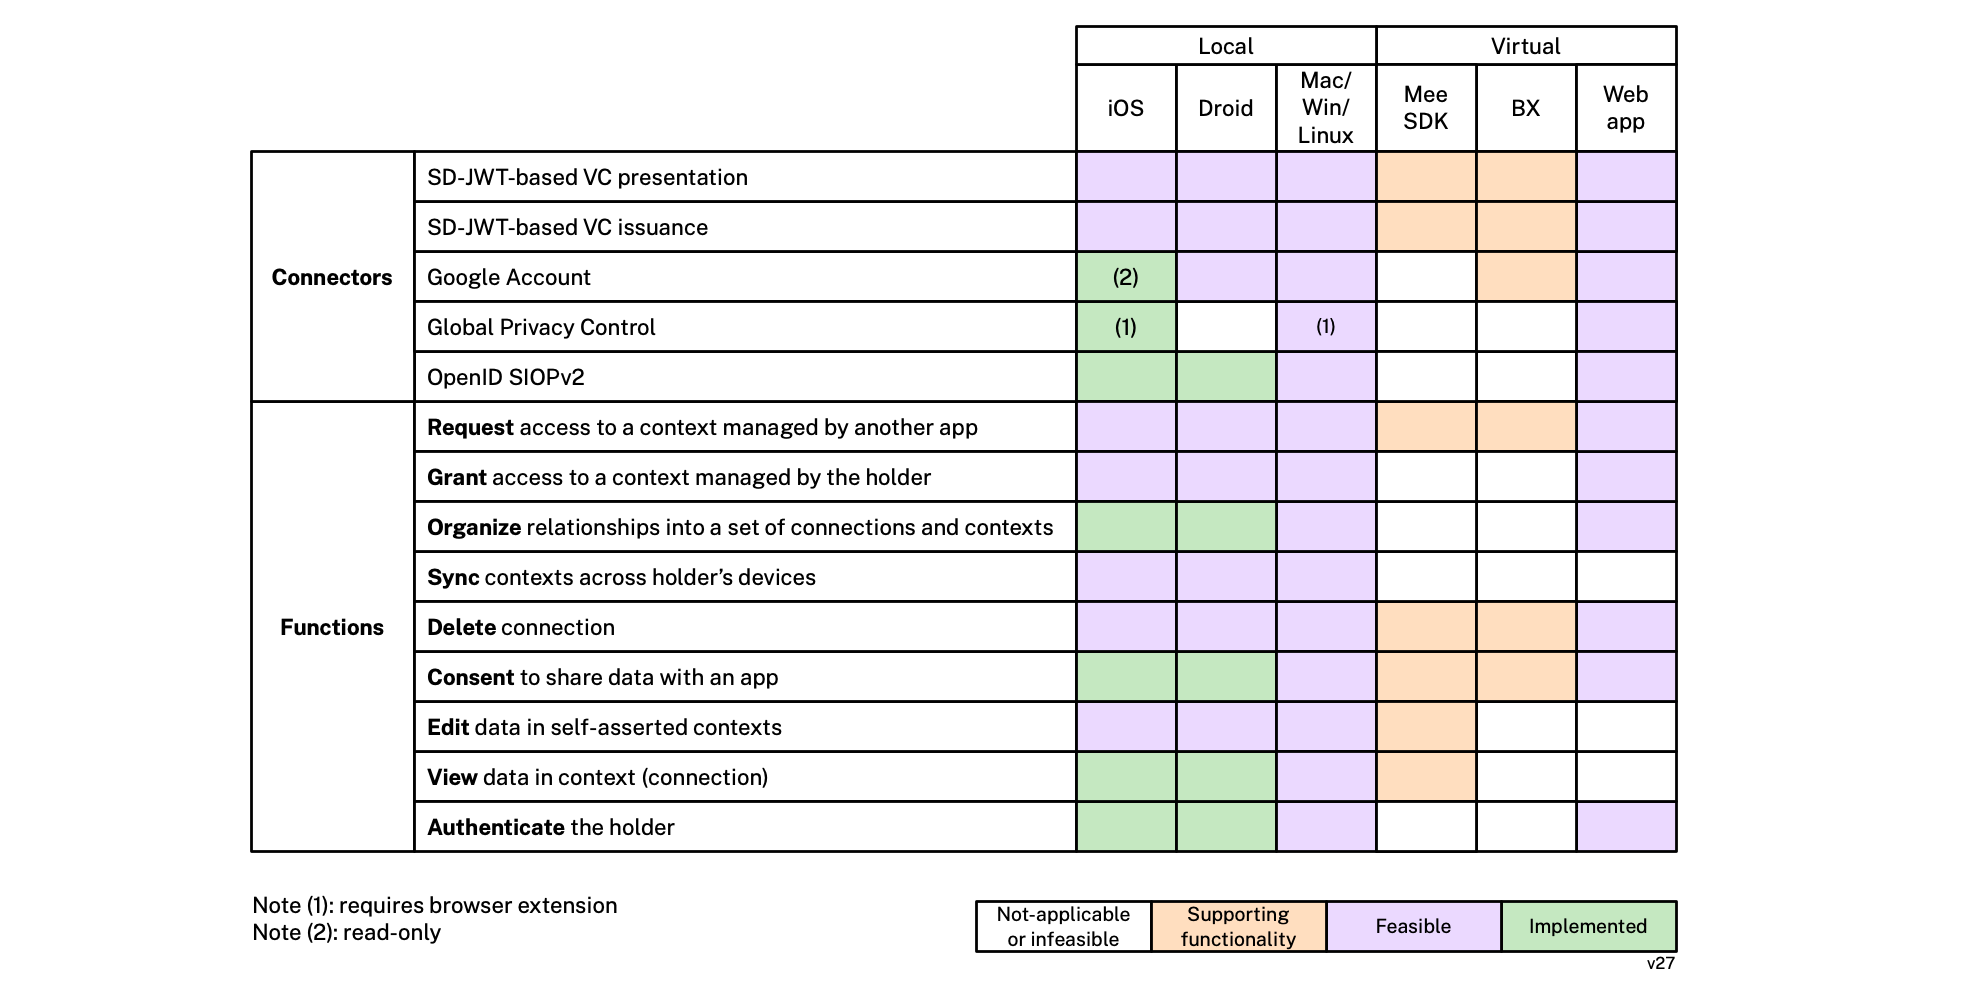 Local
Virtual
iOS
Droid
Mac/
Win/
Linux
Mee
SDK
BX
Web
app
Connectors
SD-JWT-based VC presentation
SD-JWT-based VC issuance
Google Account
(2)
Global Privacy Control
(1)
(1)
OpenID SIOPv2
Functions
Request access to a context managed by another app
Grant access to a context managed by the holder
Organize relationships into a set of connections and contexts
Sync contexts across holder’s devices
Delete connection
Consent to share data with an app
Edit data in self-asserted contexts
View data in context (connection)
Authenticate the holder
Note (1): requires browser extension
Note (2): read-only
Not-applicable
or infeasible
Supporting
functionality
Feasible
Implemented
v27